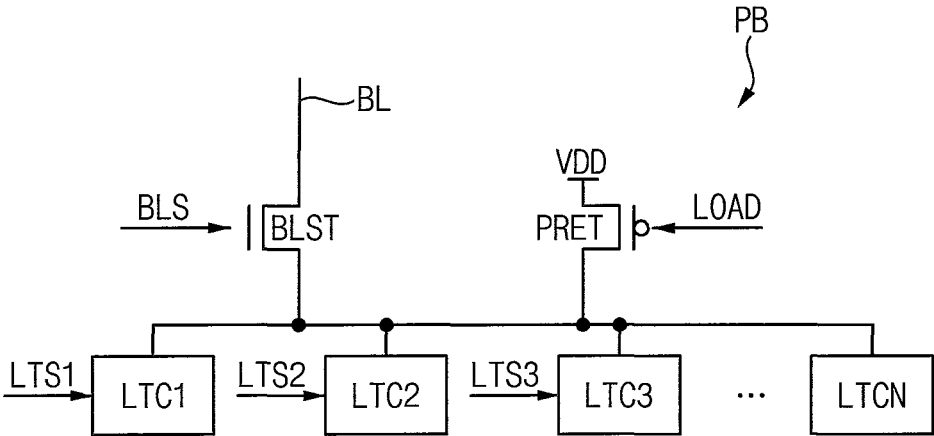 PB
BL
VDD
BLS
BLST
PRET
LOAD
LTS1
LTC1
LTS2
LTC2
LTS3
LTC3
...
LTCN